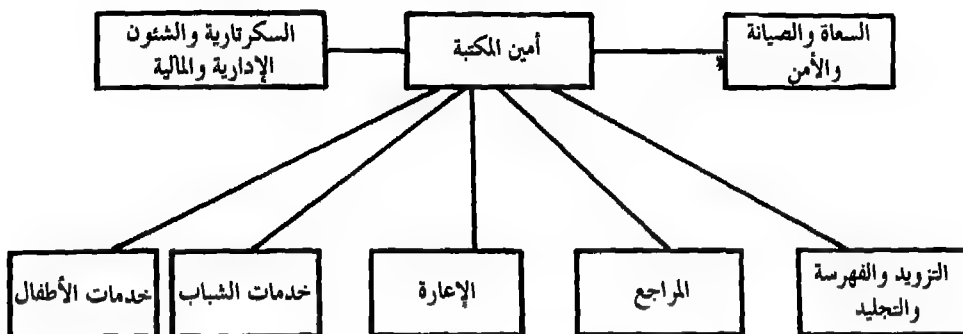 السعاة والصيانة
والأمن
أمين المكتبة
السكرتارية والشئون
الإدارية والمالية
التزويد والفهرسة
والتجليد
المراجع
الإعارة
خدمات الشباب
خدمات الأطفال